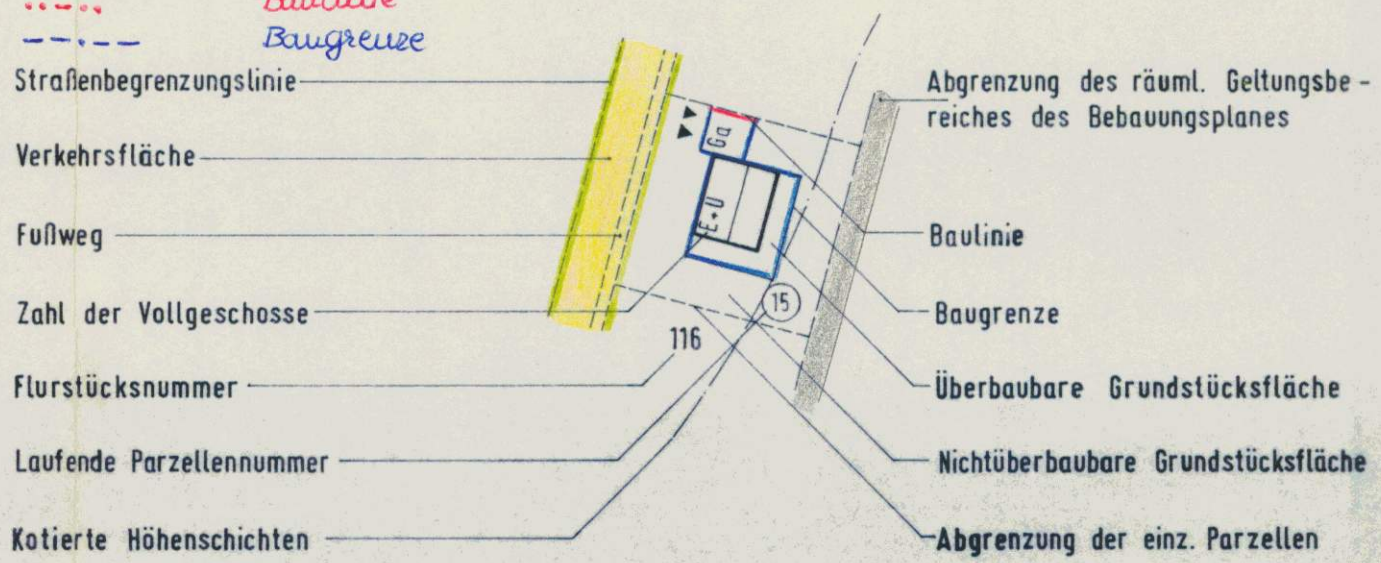 Baugrenze
Straßenbegrenzungslinie
Verkehrsfläche
Fußweg
Zahl der Vollgeschosse
Flurstücksnummer
Laufende Parzellennummer
Kotierte Höhenschichten
Ga
E+U
15
116
Abgrenzung des räuml. Geltungsbe-
reiches des Bebauungsplanes
Baulinie
Baugrenze
Überbaubare Grundstücksfläche
Nichtüberbaubare Grundstücksfläche
Abgrenzung der einz. Parzellen